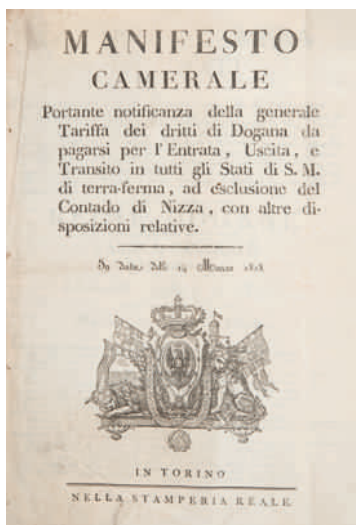 MANIFESTO
CAMERALE
Portante notificanza della generale
Tariffa dei dritti di Dogana da
pagarsi per l'Entrata, Uscita, e
Transito in tutti gli Stati di S. M.
di terra-ferma, ad esclusione del
Contado di Nizza, con altre di-
sposizioni relative.
14 1818
IN TORINO
NELLA STAMPERIA REALE